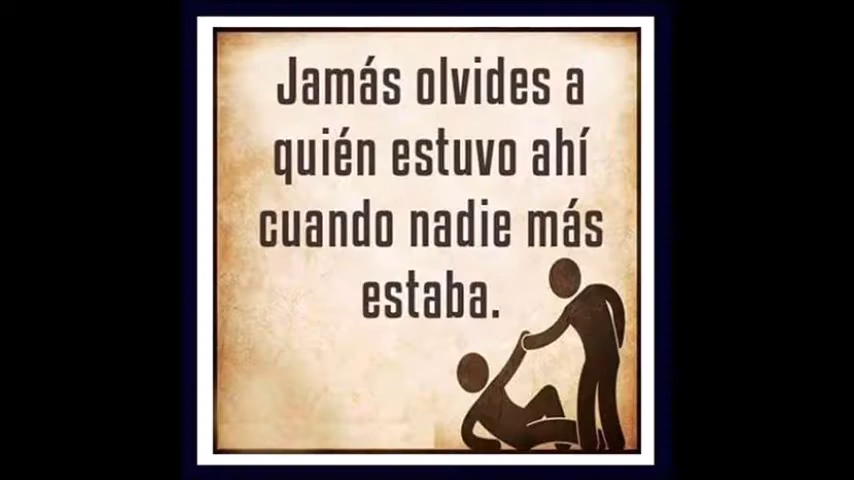 Jamás olvides a
quién estuvo ahí
cuando nadie más
estaba.